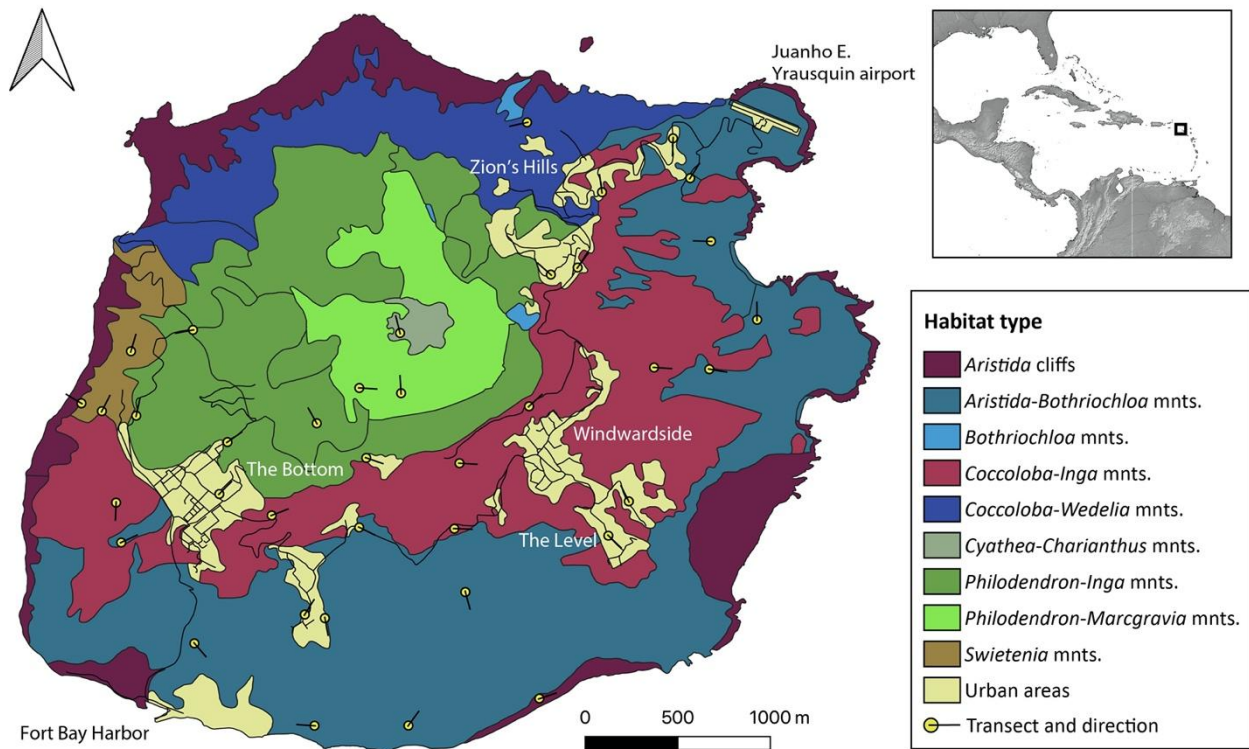 Juanho E.
Yrausquin airport
Zion's Hills
Windwardside
The Bottom
The Level
Fort Bay Harbor
0 500 1000 m
Habitat type
Aristida cliffs
Aristida-Bothriochloa mnts.
Bothriochloa mnts.
Coccoloba-Inga mnts.
Coccoloba-Wedelia mnts.
Cyathea-Charianthus mnts.
Philodendron-Inga mnts.
Philodendron-Marcgravia mnts.
Swietenia mnts.
Urban areas
Transect and direction